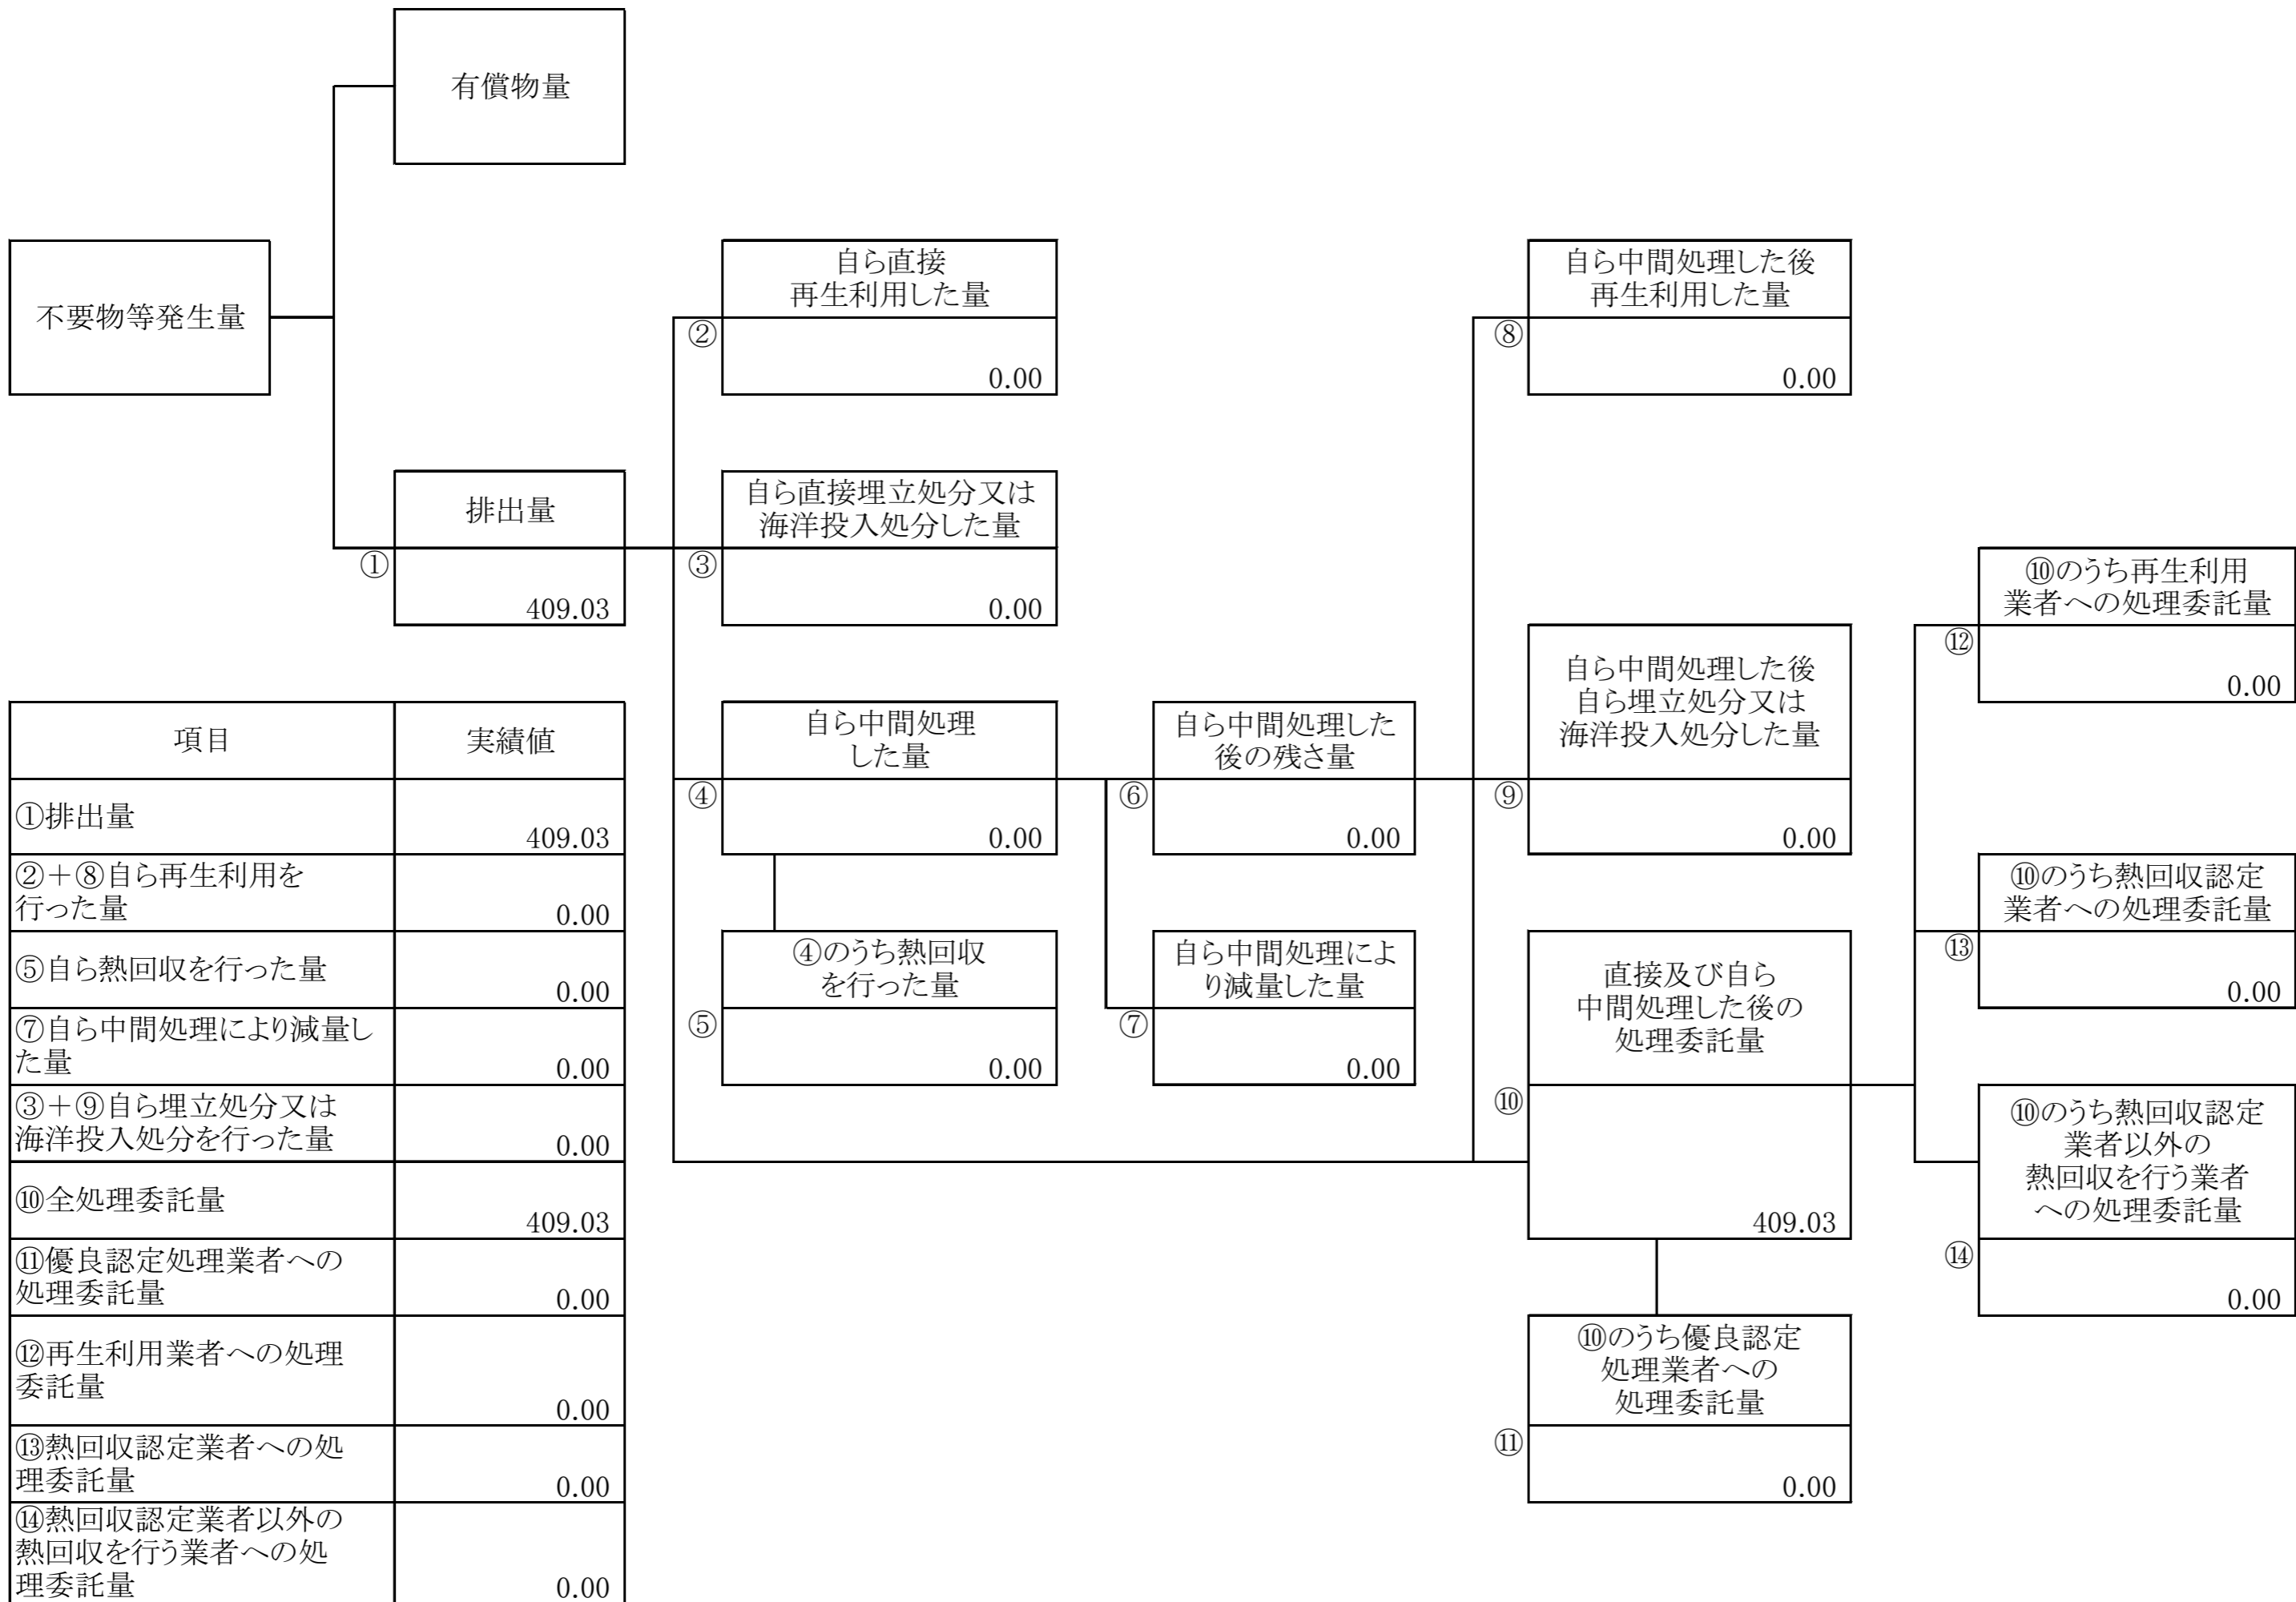 有償物量
不要物等発生量
自ら直接
再生利用した量
②
0.00
自ら中間処理した後
再生利用した量
⑧
0.00
排出量
①
409.03
自ら直接埋立処分又は
海洋投入処分した量
③
0.00
⑩のうち再生利用
業者への処理委託量
⑫
0.00
自ら中間処理
した量
④
0.00
自ら中間処理した
後の残さ量
⑥
0.00
自ら中間処理した後
自ら埋立処分又は
海洋投入処分した量
⑨
0.00
⑩のうち熱回収認定
業者への処理委託量
⑬
0.00
④のうち熱回収
を行った量
⑤
0.00
自ら中間処理によ
り減量した量
⑦
0.00
直接及び自ら
中間処理した後の
処理委託量
⑩
409.03
⑩のうち熱回収認定
業者以外の
熱回収を行う業者
への処理委託量
⑭
0.00
⑩のうち優良認定
処理業者への
処理委託量
⑪
0.00
項目 実績値
①排出量
409.03
②+⑧自ら再生利用を
行った量
0.00
⑤自ら熱回収を行った量
0.00
⑦自ら中間処理により減量し
た量
0.00
③+⑨自ら埋立処分又は
海洋投入処分を行った量
0.00
⑩全処理委託量
409.03
⑪優良認定処理業者への
処理委託量
0.00
⑫再生利用業者への処理
委託量
0.00
⑬熱回収認定業者への処
理委託量
0.00
⑭熱回収認定業者以外の
熱回収を行う業者への処
理委託量
0.00